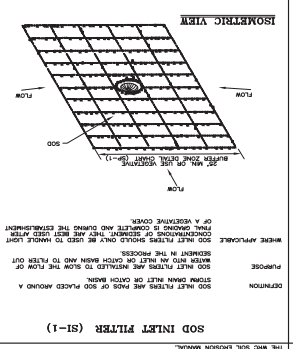 THE WRC SOIL EROSION MANUAL
SOD INLET FILTER (SI-1)
DEFINITION SOD INLET FILTERS ARE PADS OF SOD PLACED AROUND A
STORM DRAIN INLET OR CATCH BASIN.
PURPOSE SOD INLET FILTERS ARE INSTALLED TO SLOW THE FLOW OF
WATER INTO AN INLET OR CATCH BASIN AND TO FILTER OUT
SEDIMENT IN THE PROCESS.
WHERE APPLICABLE SOD INLET FILTERS SHOULD ONLY BE USED TO HANDLE LIGHT
CONCENTRATIONS OF SEDIMENT. THEY ARE BEST USED AFTER
FINAL GRADING IS COMPLETE AND DURING THE ESTABLISHMENT
OF A VEGETATIVE COVER.
FLOW
25' MIN. OR USE VEGETATIVE
BUFFER ZONE DETAIL CHART (SP-1)
SOD
FLOW
FLOW
ISOMETRIC VIEW